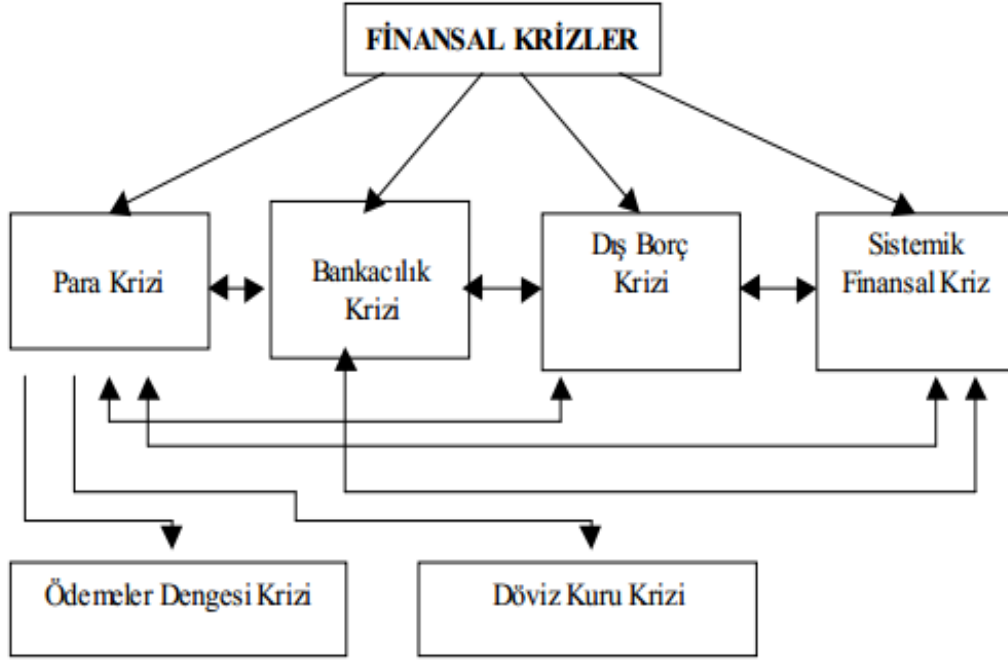 FİNANSAL KRİZLER
Para Krizi
Bankacılık
Krizi
Dış Borç
Krizi
Sistemik
Finansal Kriz
Ödemeler Dengesi Krizi
Döviz Kuru Krizi